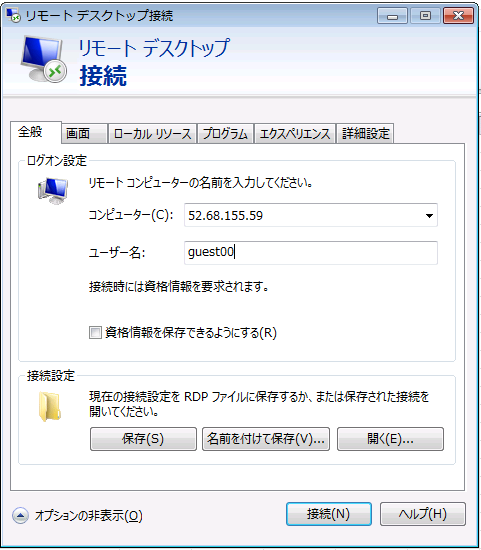 リモート デスクトップ接続
リモート デスクトップ
接続
全般 画面 ローカル リソース プログラム エクスペリエンス 詳細設定
ログオン設定
リモート コンピューターの名前を入力してください。
コンピューター(C): 52.68.155.59
ユーザー名: guest00
接続時には資格情報を要求されます。
資格情報を保存できるようにする(R)
接続設定
現在の接続設定を RDP ファイルに保存するか、または保存された接続を
開いてください。
保存(S) 名前を付けて保存(V)... 開く(E)...
オプションの非表示(O) 接続(N) ヘルプ(H)